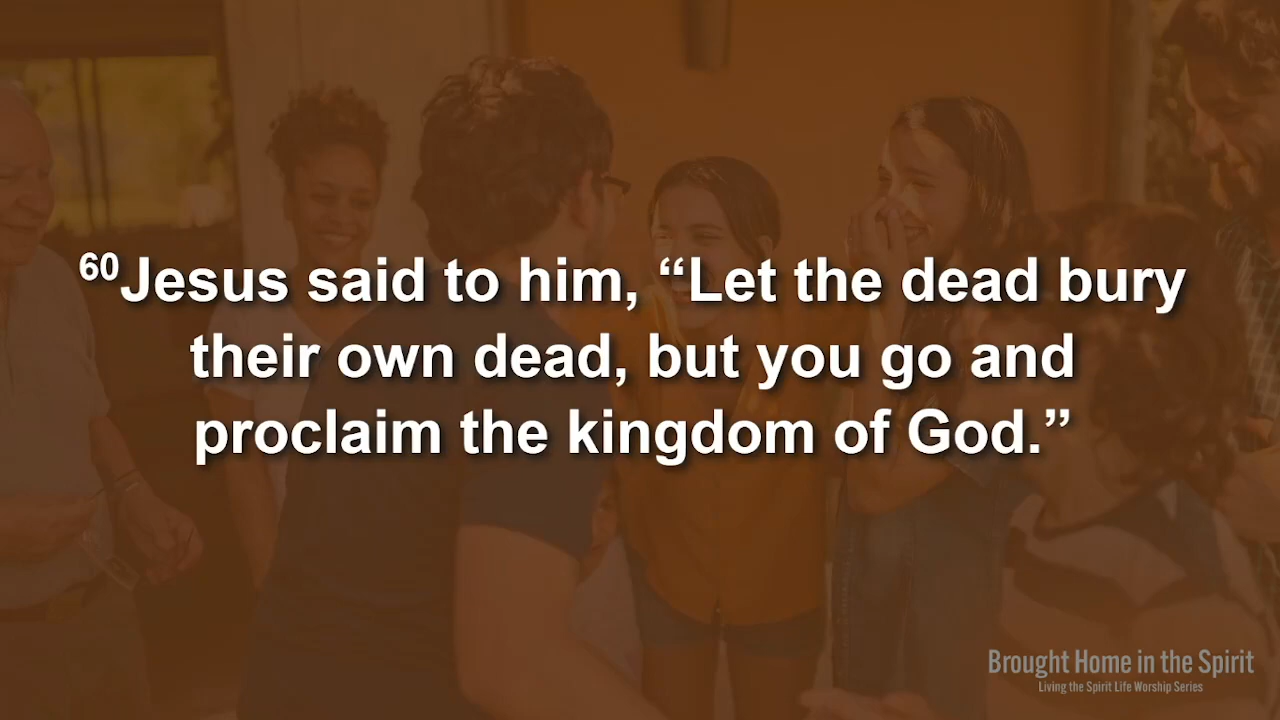 60Jesus said to him, “Let the dead bury
their own dead, but you go and
proclaim the kingdom of God.”
Brought Home in the Spirit
Living the Spirit Life Worship Series